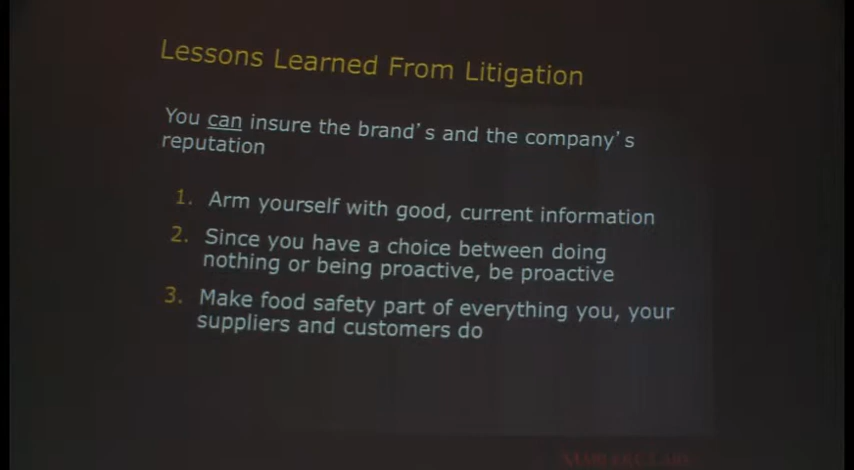 Lessons Learned From Litigation
You can insure the brand's and the company's
reputation
1. Arm yourself with good, current information
2. Since you have a choice between doing
nothing or being proactive, be proactive
3. Make food safety part of everything you, your
suppliers and customers do